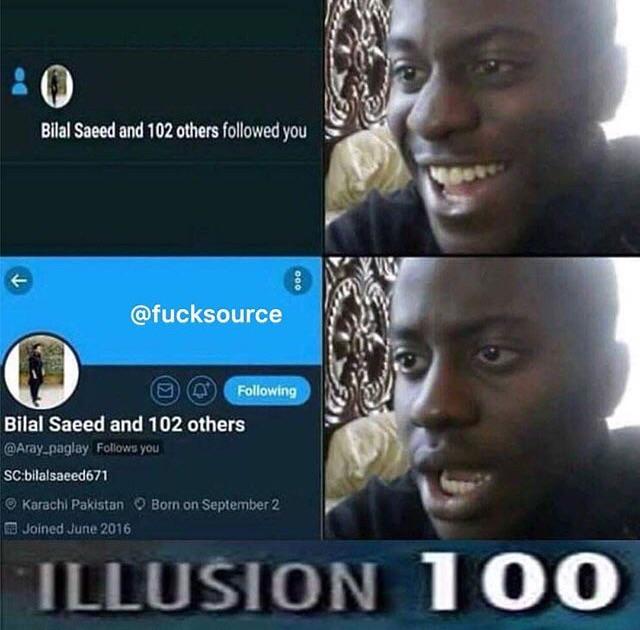 Bilal Saeed and 102 others followed you
@fucksource
Following
Bilal Saeed and 102 others
@Aray_paglay Follows you
SC:bilalsaeed671
Karachi Pakistan Born on September 2
Joined June 2016
ILLUSION 100